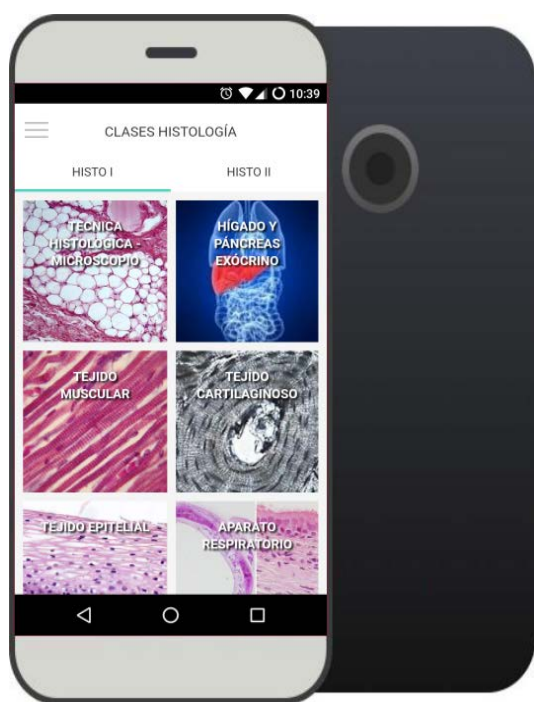 10:39
CLASES HISTOLOGÍA
HISTO I
HISTO II
TECNICA
HISTOLOGICA -
MICROSCOPIO
HÍGADO Y
PÁNCREAS
EXÓCRINO
TEJIDO
MUSCULAR
TEJÍDO
CARTILAGINOSO
TEJIDO EPITELIAL
APARATO
RESPIRATORIO